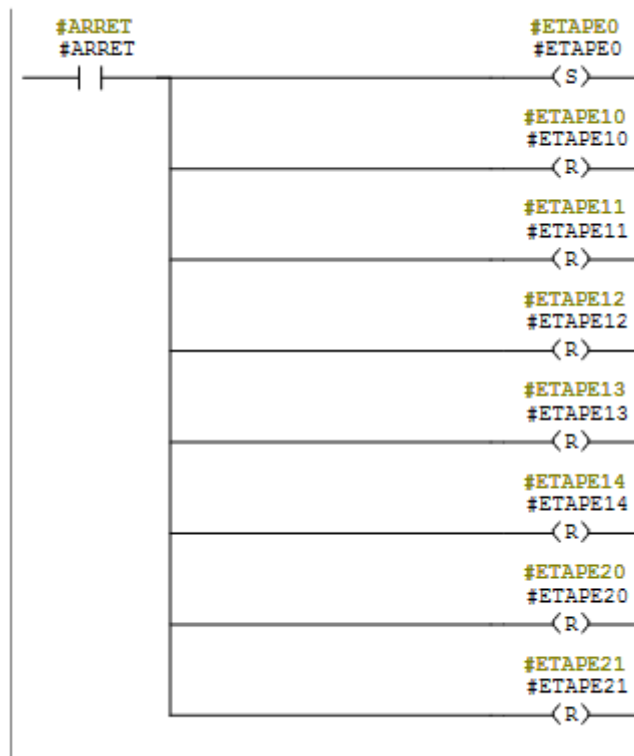 #ARRET #ETAPE0
#ARRET #ETAPE0
(S)
#ETAPE10
#ETAPE10
(R)
#ETAPE11
#ETAPE11
(R)
#ETAPE12
#ETAPE12
(R)
#ETAPE13
#ETAPE13
(R)
#ETAPE14
#ETAPE14
(R)
#ETAPE20
#ETAPE20
(R)
#ETAPE21
#ETAPE21
(R)